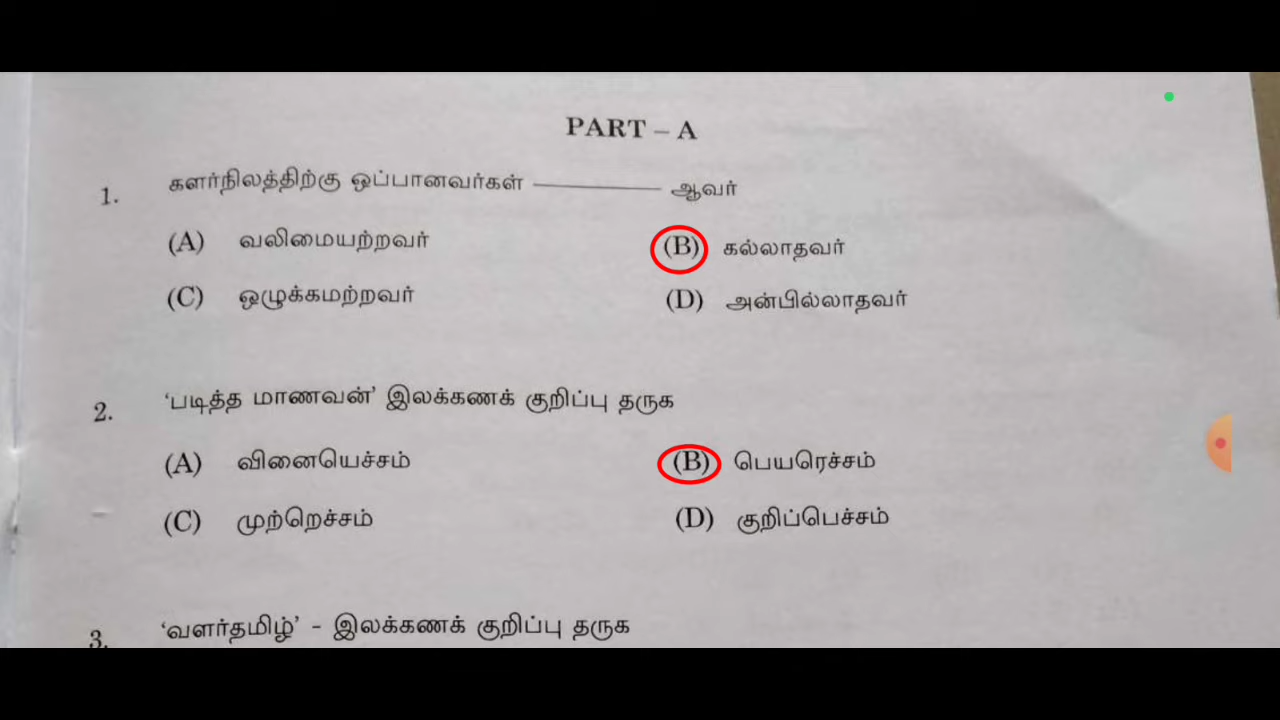 PART – A
1. களர்நிலத்திற்கு ஒப்பானவர்கள் ———— ஆவர்
(A) வலிமையற்றவர் (B) கல்லாதவர்
(C) ஒழுக்கமற்றவர் (D) அன்பில்லாதவர்
2. ‘படித்த மாணவன்’ இலக்கணக் குறிப்பு தருக
(A) வினையெச்சம் (B) பெயரெச்சம்
(C) முற்றெச்சம் (D) குறிப்பெச்சம்
3. ‘வளர்தமிழ்’ - இலக்கணக் குறிப்பு தருக